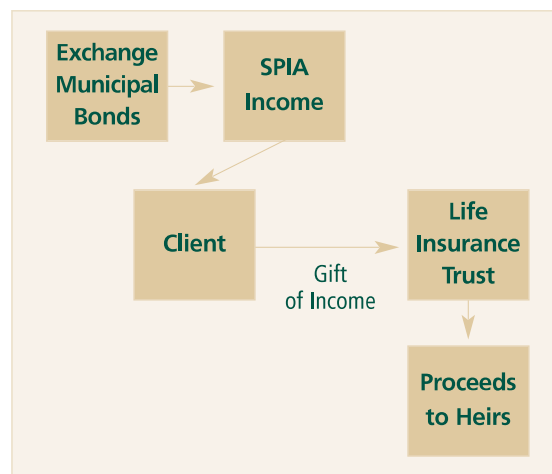 Exchange
Municipal
Bonds
SPIA
Income
Client
Gift
of Income
Life
Insurance
Trust
Proceeds
to Heirs